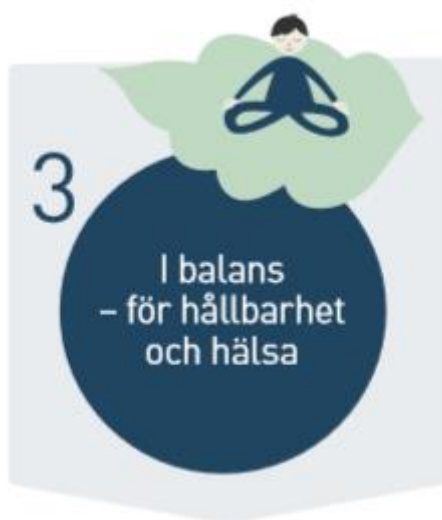 3
I balans
– för hållbarhet
och hälsa